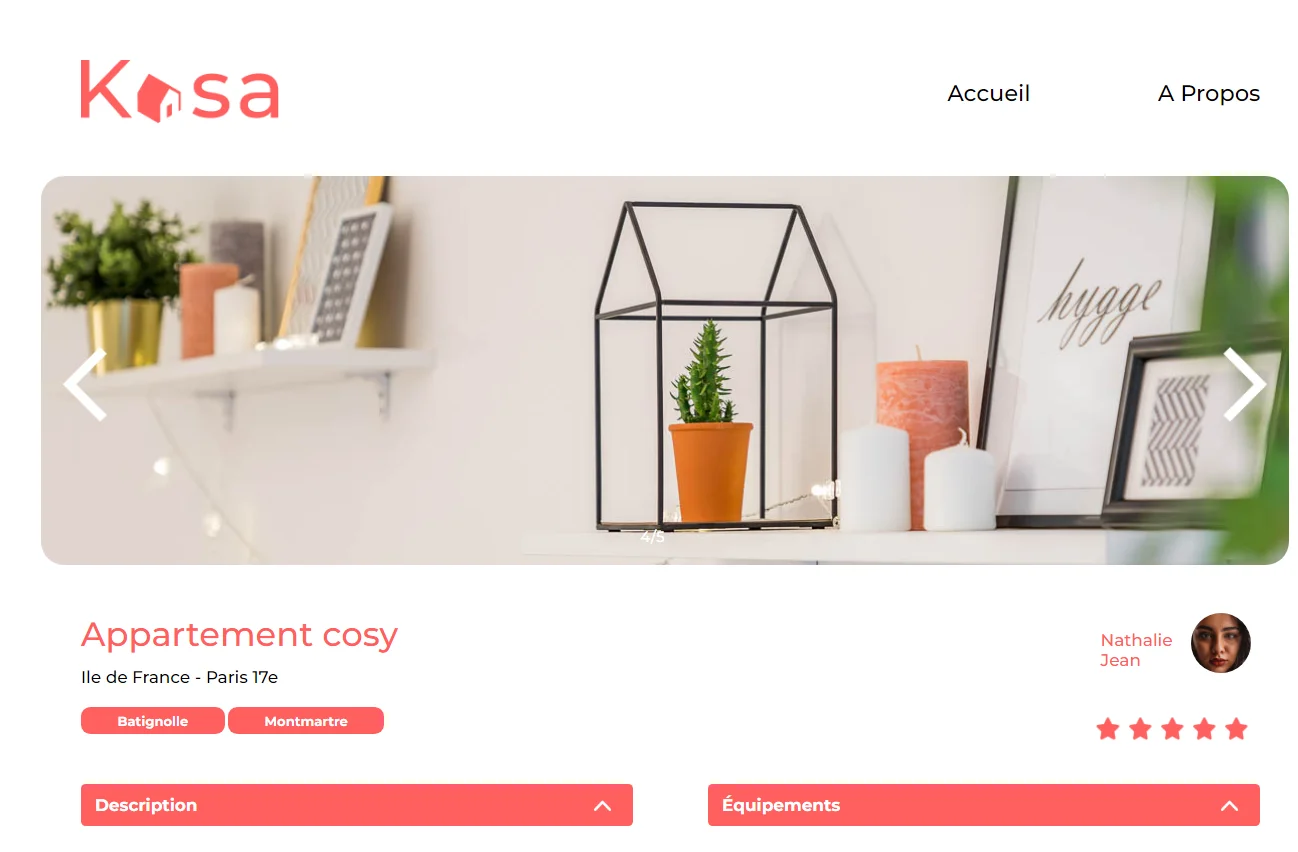 Kasa
Accueil
A Propos
hygge
4/5
Appartement cosy
Ile de France - Paris 17e
Nathalie
Jean
Batignolle
Montmartre
Description
Équipements